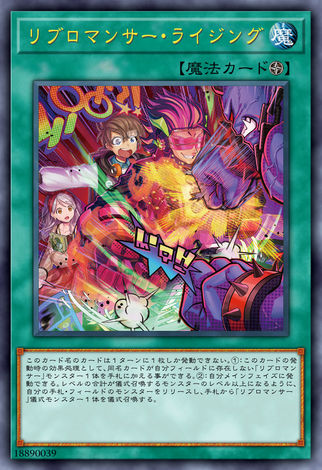 リブロマンサー・ライジング
魔
【魔法カード】
このカード名のカードは1ターンに1枚しか発動できない。①:このカードの発
動時の効果処理として、同名カードが自分フィールドに存在しない「リブロマン
サー」モンスター1体を手札に加える事ができる。②:自分メインフェイズに発
動できる。レベルの合計が儀式召喚するモンスターのレベル以上になるように、
自分の手札・フィールドのモンスターをリリースし、手札から「リブロマンサー
」儀式モンスター1体を儀式召喚する。
18890039